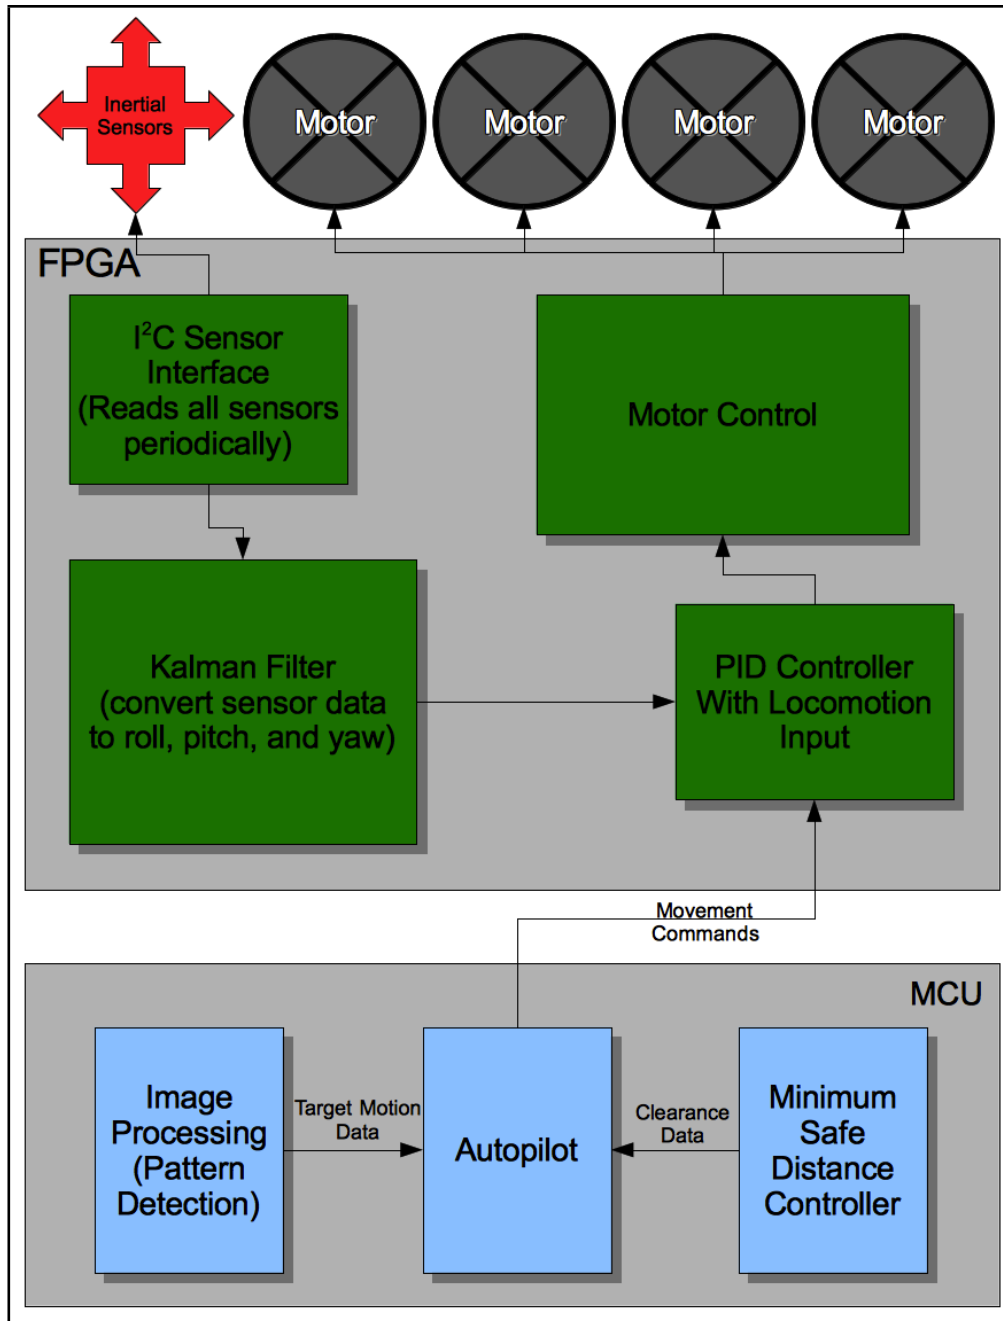 Inertial
Sensors
Motor
Motor
Motor
Motor
FPGA
I²C Sensor
Interface
(Reads all sensors
periodically)
Motor Control
Kalman Filter
(convert sensor data
to roll, pitch, and yaw)
PID Controller
With Locomotion
Input
Movement
Commands
MCU
Image
Processing
(Pattern
Detection)
Target Motion
Data
Autopilot
Clearance
Data
Minimum
Safe
Distance
Controller